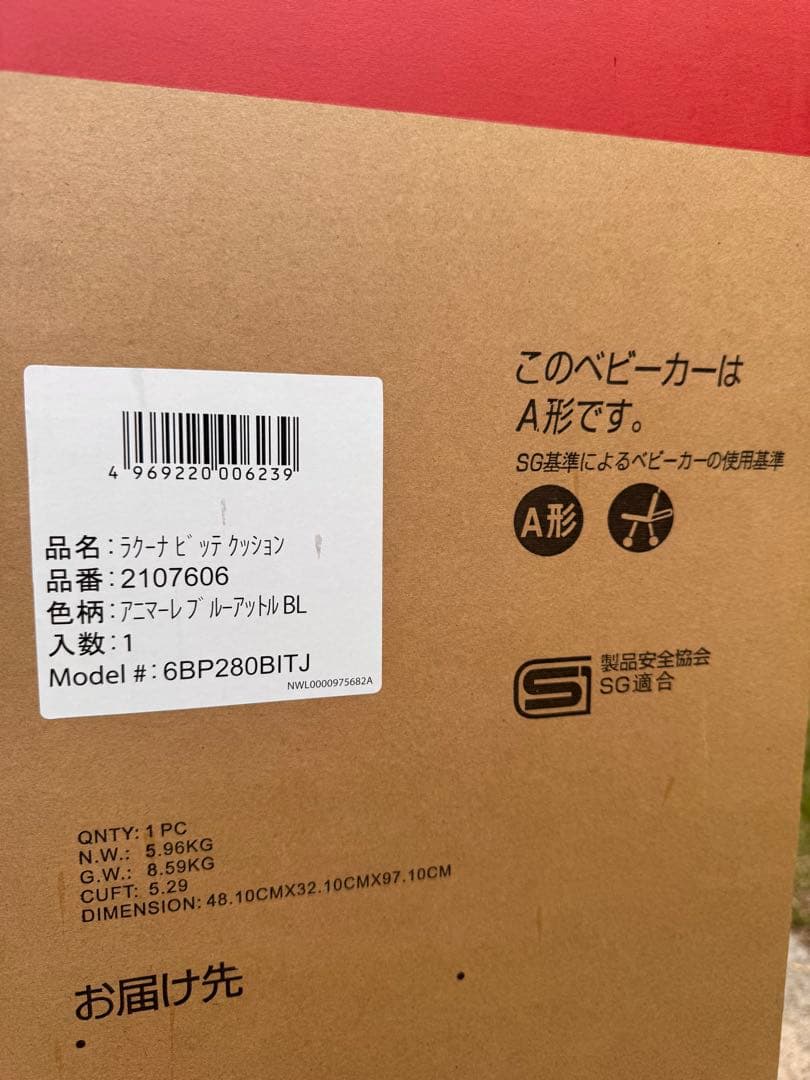 4 969220 006239
品名:ﾗｸｰﾅ ﾋﾞｯﾃ ｸｯｼｮﾝ
品番:2107606
色柄:ｱﾆﾏｰﾚ ﾌﾞﾙｰｱｯﾄﾙ BL
入数:1
Model #: 6BP280BITJ
NWL0000975682A
このベビーカーは
A形です。
SG基準によるベビーカーの使用基準
A形
製品安全協会
SG適合
QNTY: 1 PC
N.W.: 5.96KG
G.W.: 8.59KG
CUFT: 5.29
DIMENSION: 48.10CMX32.10CMX97.10CM
お届け先